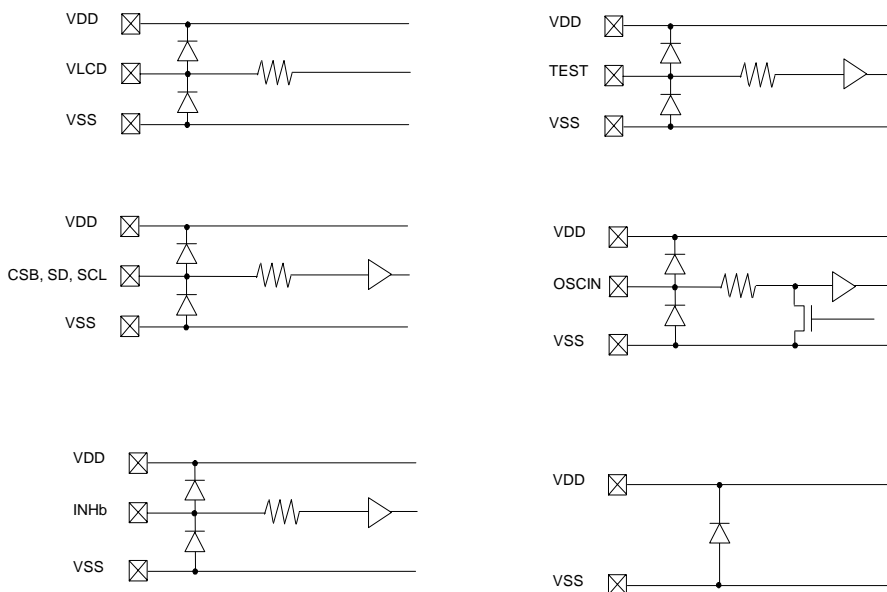 VDD
VLCD
VSS
VDD
TEST
VSS
VDD
CSB, SD, SCL
VSS
VDD
OSCIN
VSS
VDD
INHb
VSS
VDD
VSS